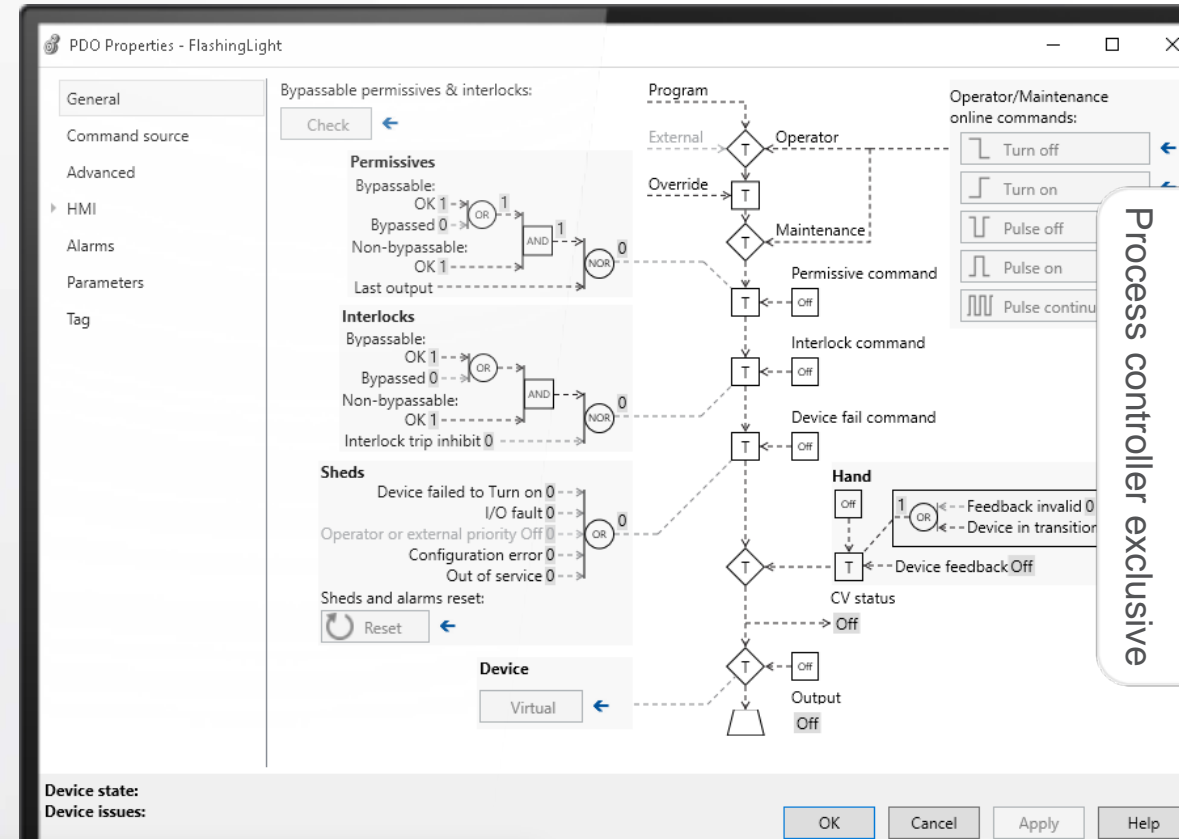 PDO Properties - FlashingLight
General
Command source
Advanced
HMI
Alarms
Parameters
Tag
Bypassable permissives & interlocks:
Check
Permissives
Bypassable:
OK 1
OR
1
Bypassed 0
Non-bypassable:
AND
1
OK 1
NOR
0
Last output
Interlocks
Bypassable:
OK 1
OR
Bypassed 0
Non-bypassable:
AND
OK 1
NOR
0
Interlock trip inhibit 0
Sheds
Device failed to Turn on 0
I/O fault 0
Operator or external priority Off 0
OR
0
Configuration error 0
Out of service 0
Sheds and alarms reset:
Reset
Device
Virtual
Program
External
T
Operator
Override
T
T
Maintenance
Permissive command
T
Off
Interlock command
T
Off
Device fail command
T
Off
Hand
Off
1
OR
Feedback invalid 0
Device in transition
T
T
Device feedback Off
CV status
Off
T
Off
Output
Off
Operator/Maintenance
online commands:
Turn off
Turn on
Pulse off
Pulse on
Pulse continu
Process controller exclusive
Device state:
Device issues:
OK
Cancel
Apply
Help